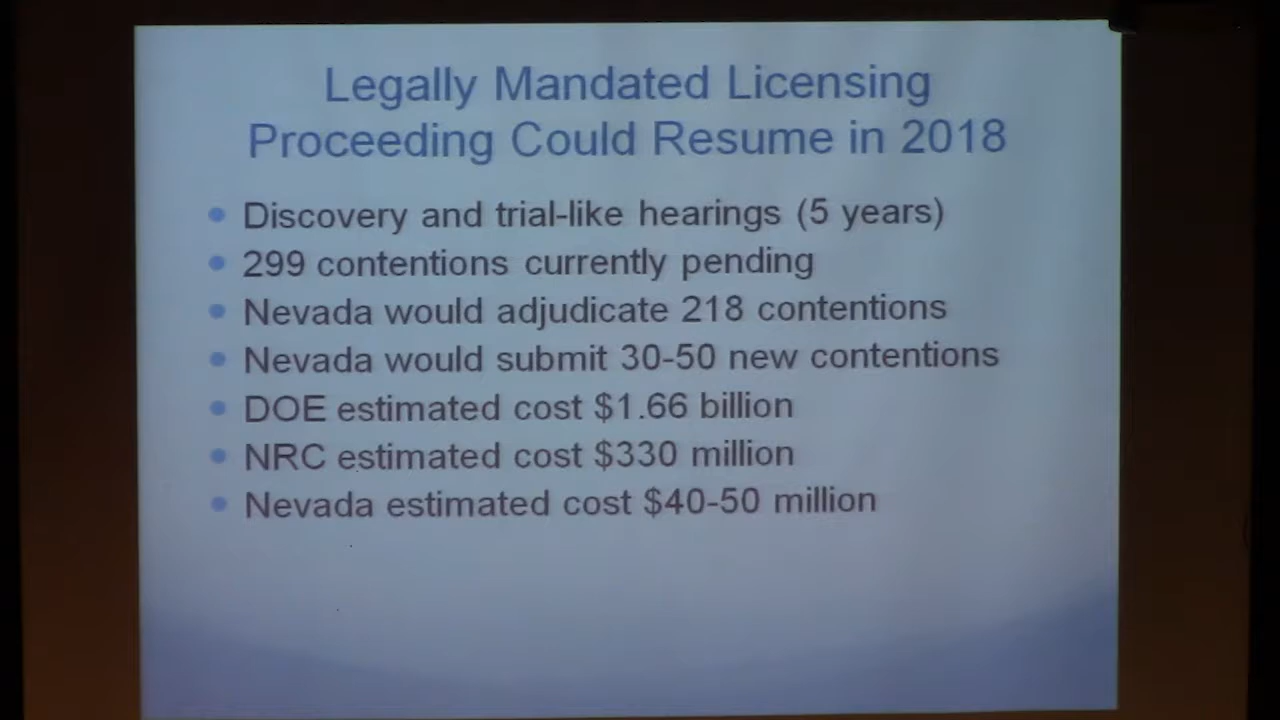 Legally Mandated Licensing
Proceeding Could Resume in 2018
• Discovery and trial-like hearings (5 years)
• 299 contentions currently pending
• Nevada would adjudicate 218 contentions
• Nevada would submit 30-50 new contentions
• DOE estimated cost $1.66 billion
• NRC estimated cost $330 million
• Nevada estimated cost $40-50 million